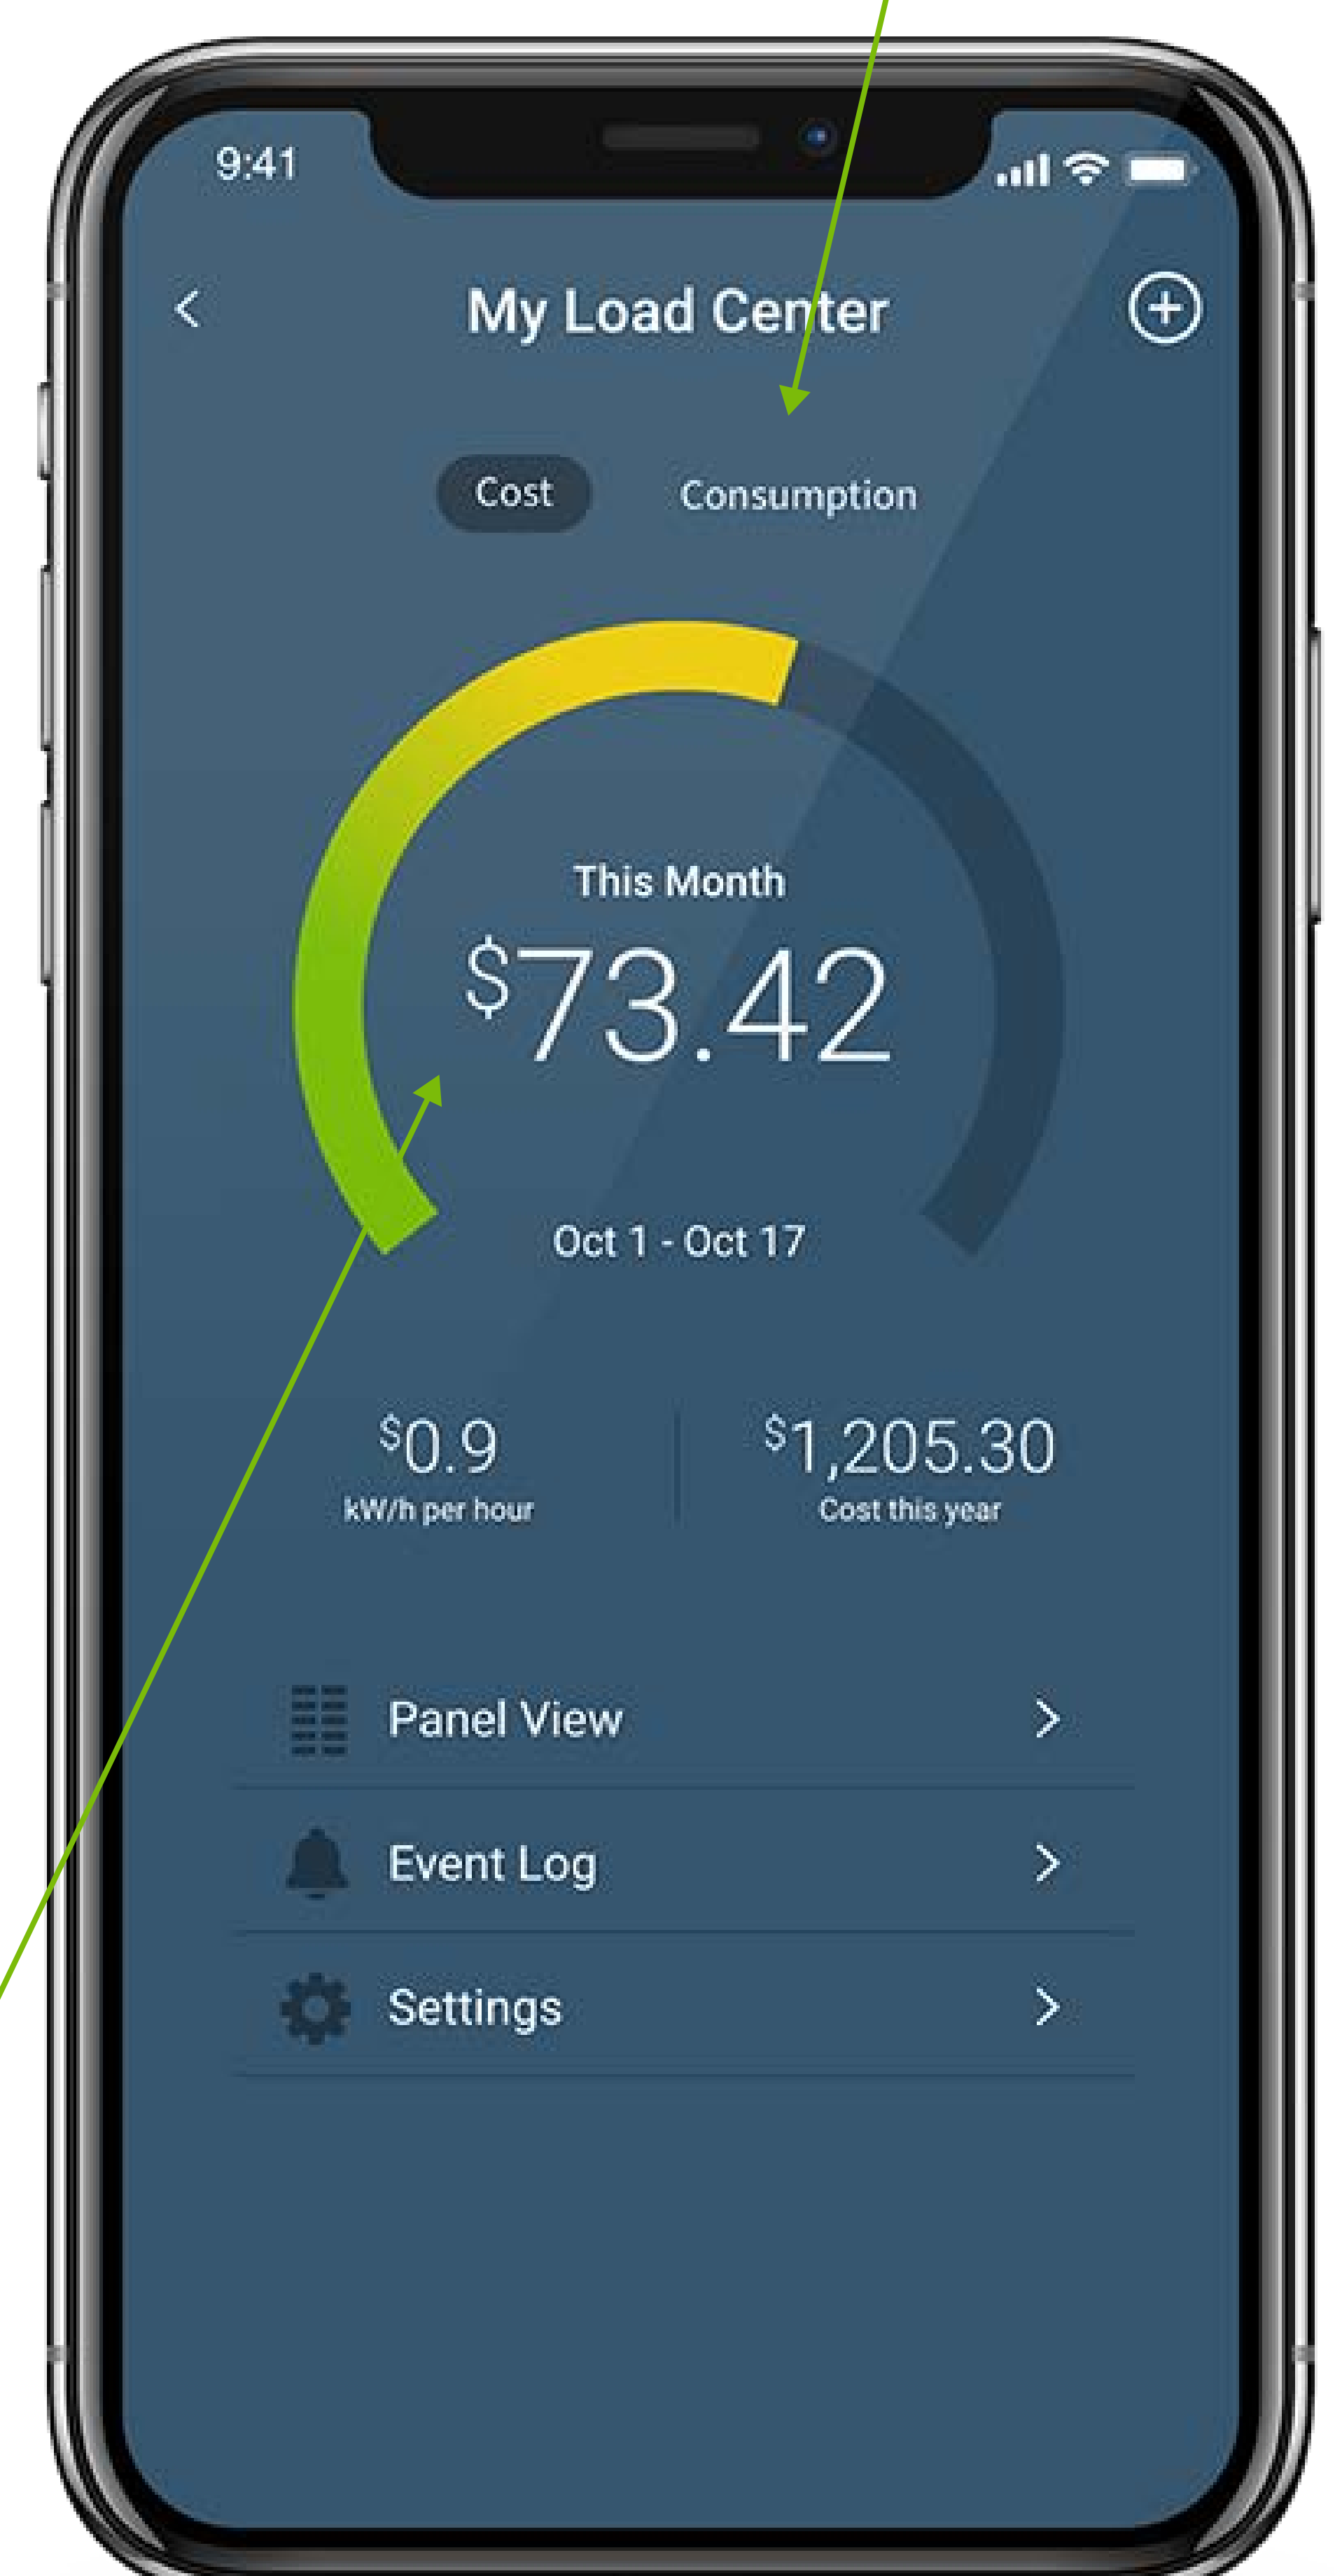 9:41
My Load Center
Cost Consumption
This Month
$73.42
Oct 1 - Oct 17
$0.9 $1,205.30
kW/h per hour Cost this year
Panel View
Event Log
Settings